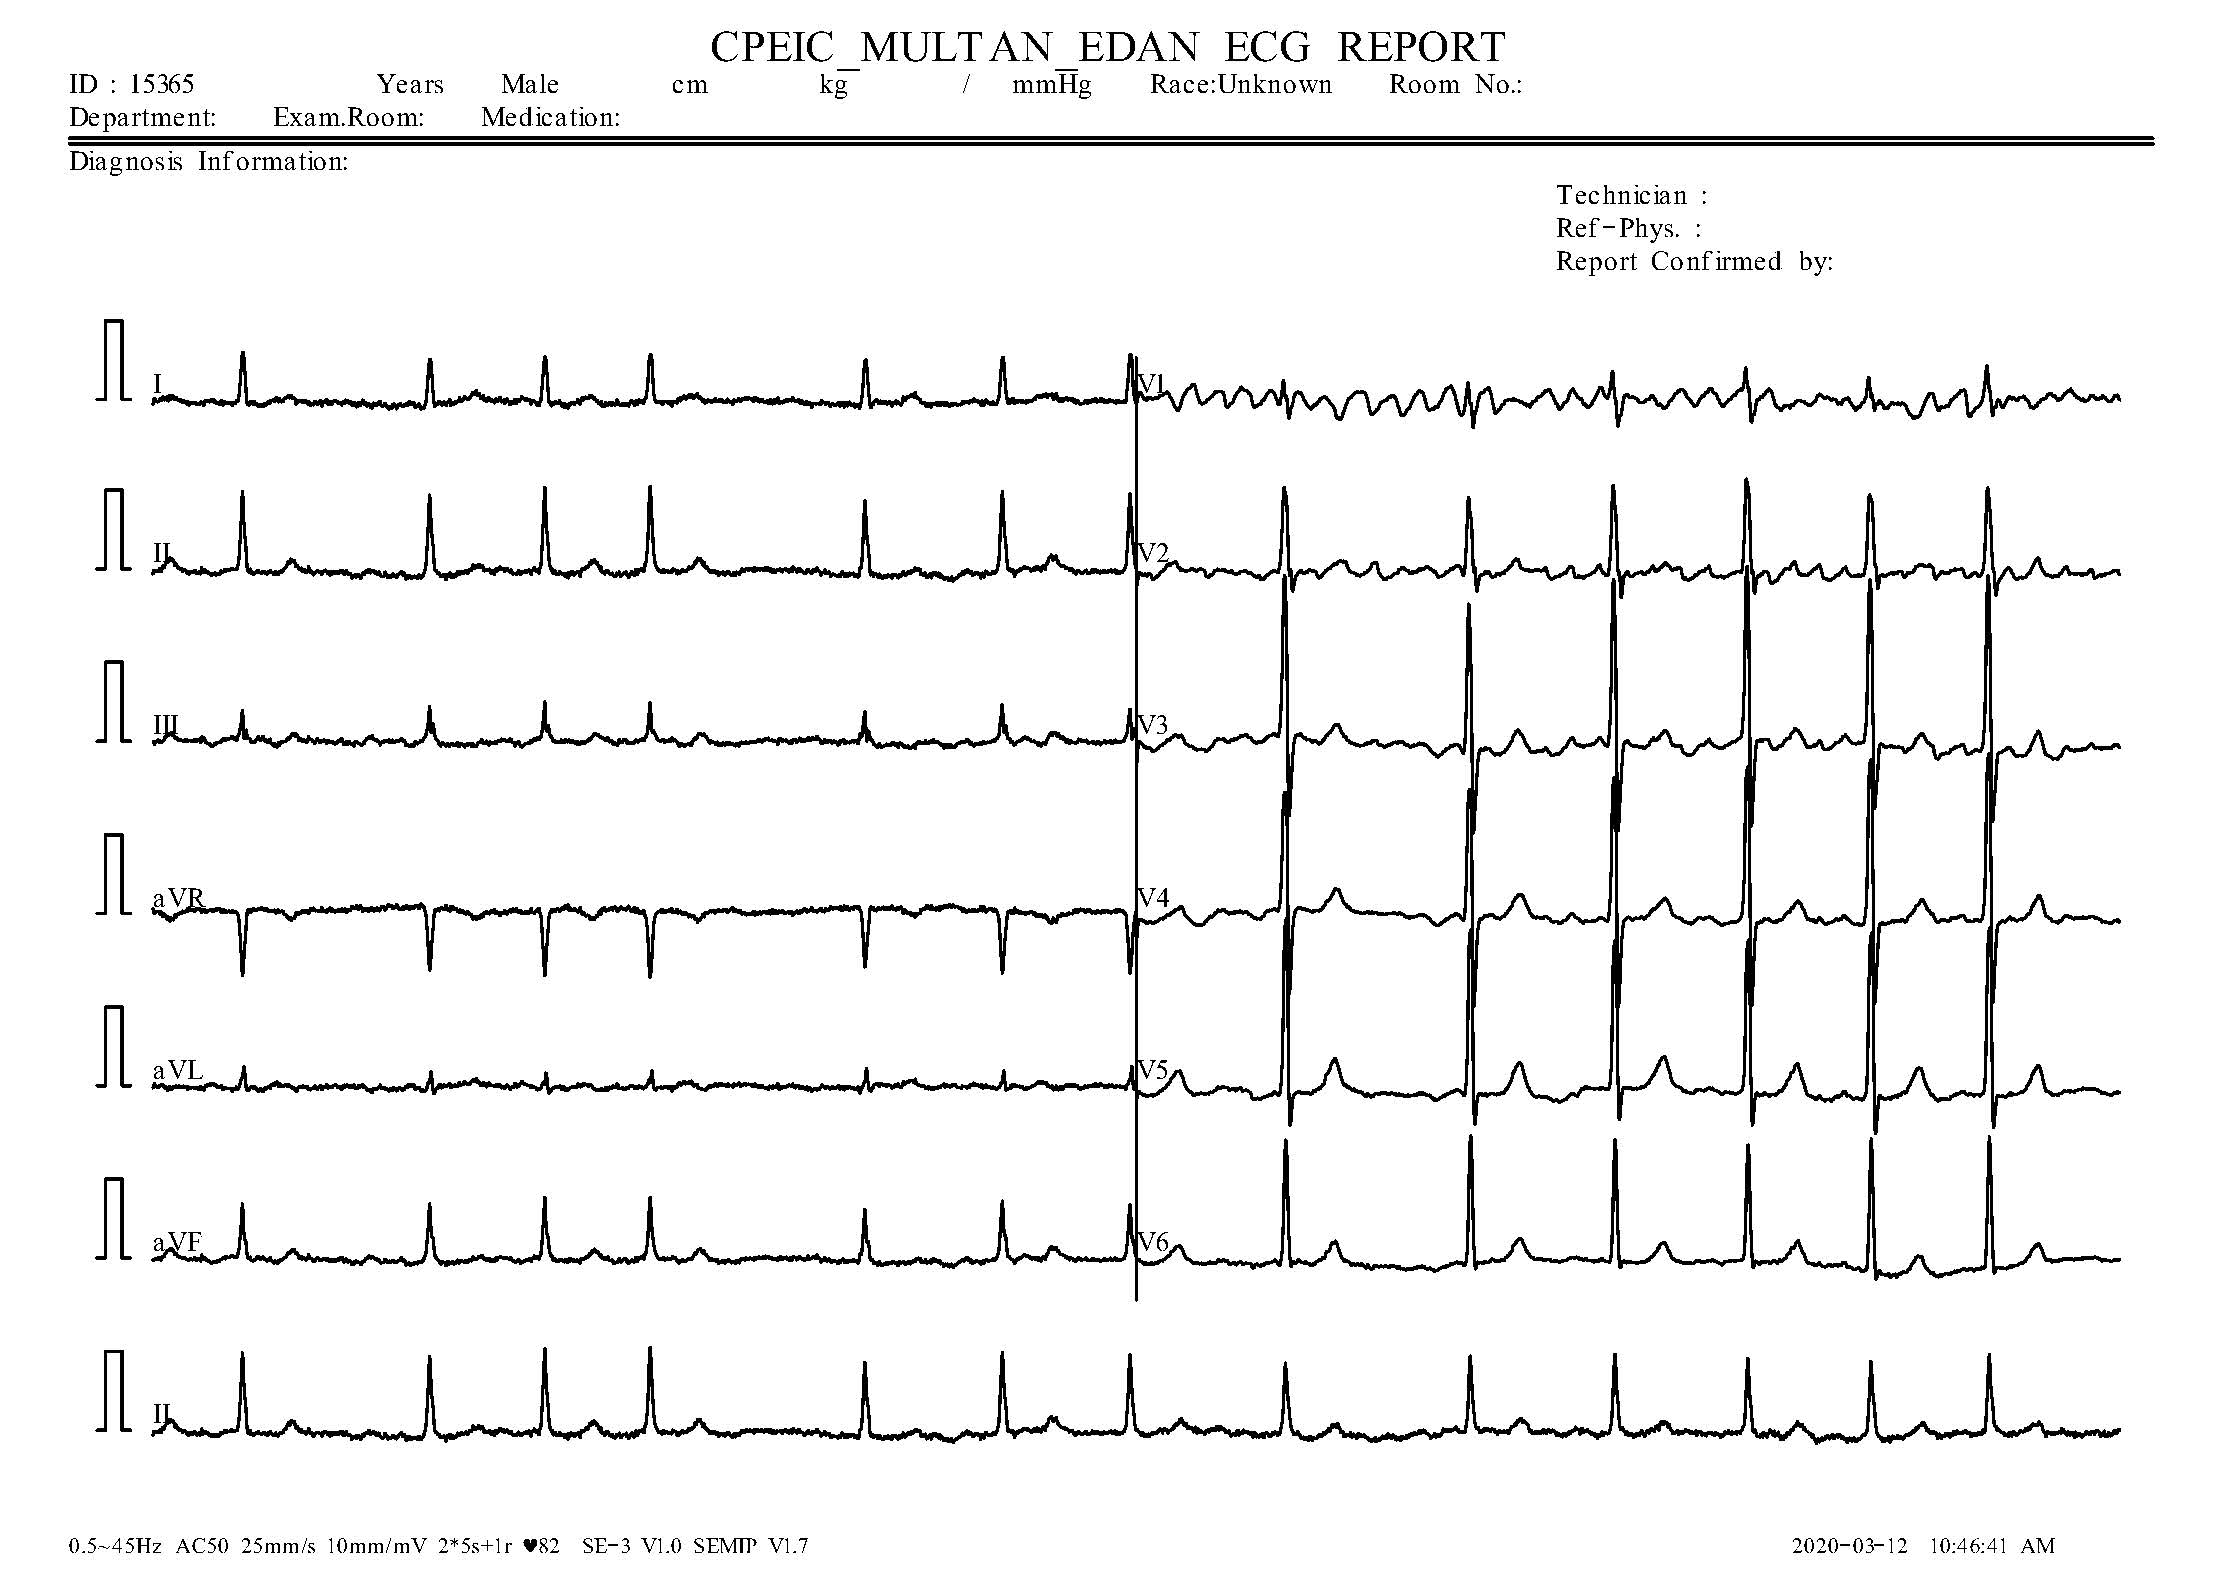 CPEIC_MULTAN_EDAN ECG REPORT
ID : 15365 Years Male cm kg / mmHg Race:Unknown Room No.:
Department: Exam.Room: Medication:
Diagnosis Information:
Technician :
Ref-Phys. :
Report Confirmed by:
I V1
II V2
III V3
aVR V4
aVL V5
aVF V6
II
0.5~45Hz AC50 25mm/s 10mm/mV 2*5s+1r ♥82 SE-3 V1.0 SEMIP V1.7 2020-03-12 10:46:41 AM